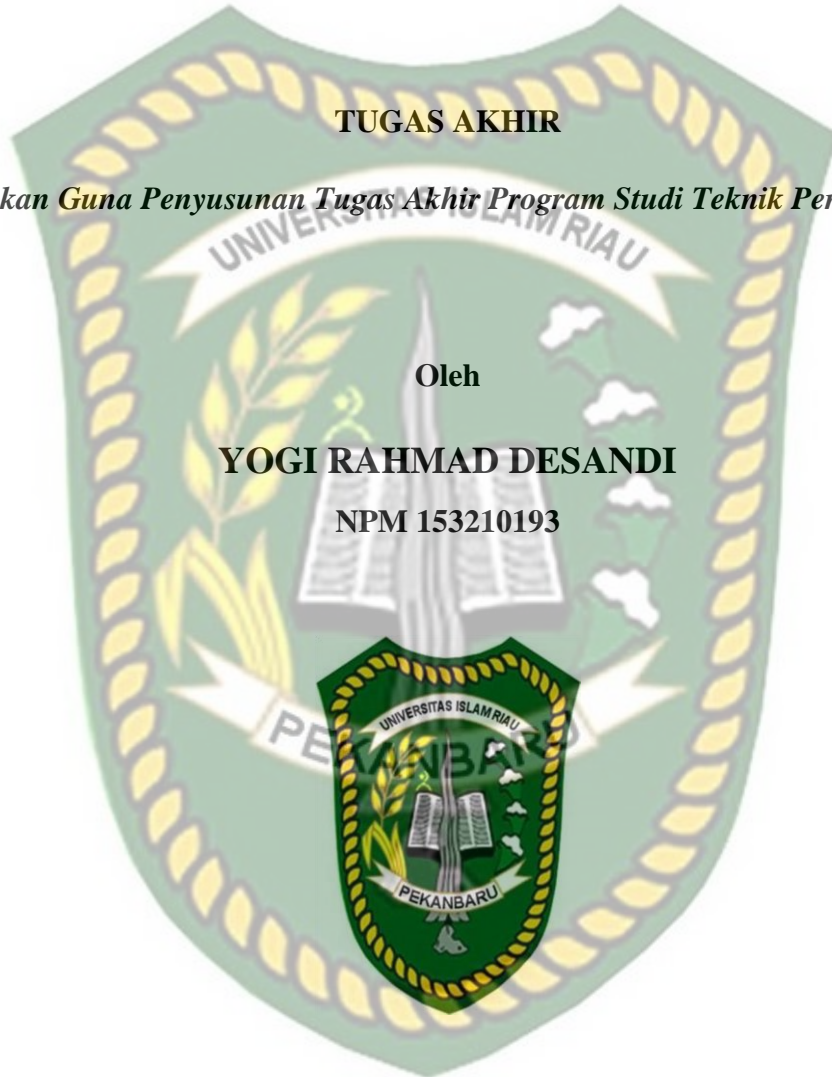 TUGAS AKHIR
kan Guna Penyusunan Tugas Akhir Program Studi Teknik Per
UNIVERSITAS ISLAM RIAU
Oleh
YOGI RAHMAD DESANDI
NPM 153210193
PEKANBARU
UNIVERSITAS ISLAM RIAU
PEKANBARU